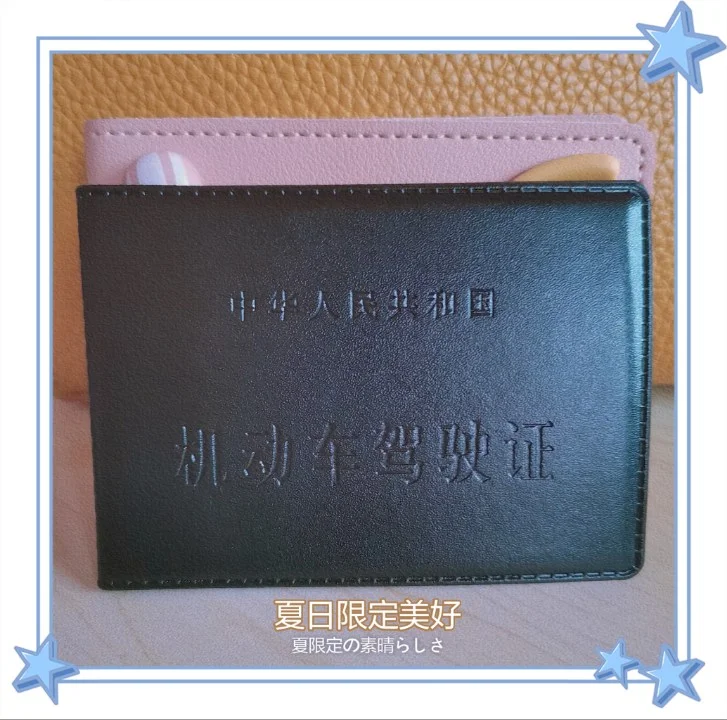 中华人民共和国
机动车驾驶证
夏日限定美好
夏限定の素晴らしさ